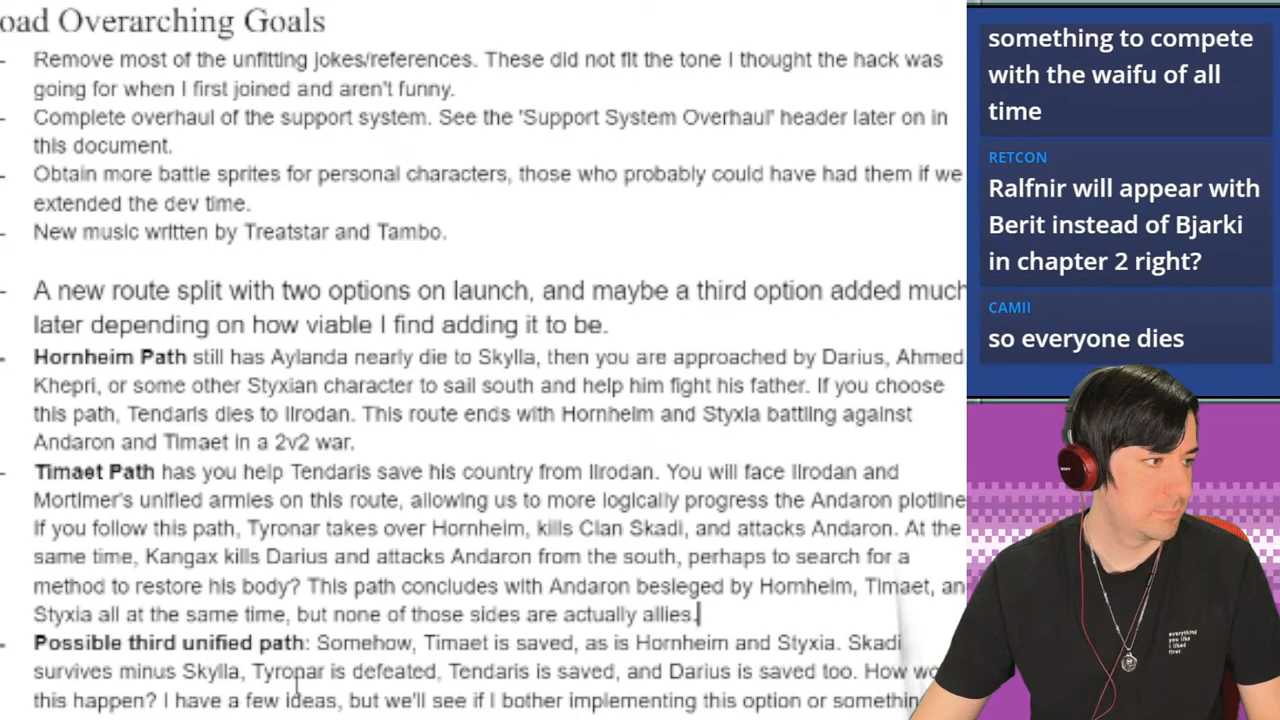 oad Overarching Goals
- Remove most of the unfitting jokes/references. These did not fit the tone I thought the hack was
going for when I first joined and aren't funny.
- Complete overhaul of the support system. See the 'Support System Overhaul' header later on in
this document.
- Obtain more battle sprites for personal characters, those who probably could have had them if we
extended the dev time.
- New music written by Treatstar and Tambo.
- A new route split with two options on launch, and maybe a third option added much
later depending on how viable I find adding it to be.
- Hornheim Path still has Aylanda nearly die to Skylla, then you are approached by Darius, Ahmed
Khepri, or some other Styxian character to sail south and help him fight his father. If you choose
this path, Tendaris dies to Ilrodan. This route ends with Hornheim and Styxia battling against
Andaron and Timaet in a 2v2 war.
- Timaet Path has you help Tendaris save his country from Ilrodan. You will face Ilrodan and
Mortimer's unified armies on this route, allowing us to more logically progress the Andaron plotline
If you follow this path, Tyronar takes over Hornheim, kills Clan Skadi, and attacks Andaron. At the
same time, Kangax kills Darius and attacks Andaron from the south, perhaps to search for a
method to restore his body? This path concludes with Andaron besieged by Hornheim, Timaet, an
Styxia all at the same time, but none of those sides are actually allies.
- Possible third unified path: Somehow, Timaet is saved, as is Hornheim and Styxia. Skadi
survives minus Skylla, Tyronar is defeated, Tendaris is saved, and Darius is saved too. How wo
this happen? I have a few ideas, but we'll see if I bother implementing this option or somethin
something to compete
with the waifu of all
time
RETCON
Ralfnir will appear with
Berit instead of Bjarki
in chapter 2 right?
CAMII
so everyone dies
everything
you like
I liked
first